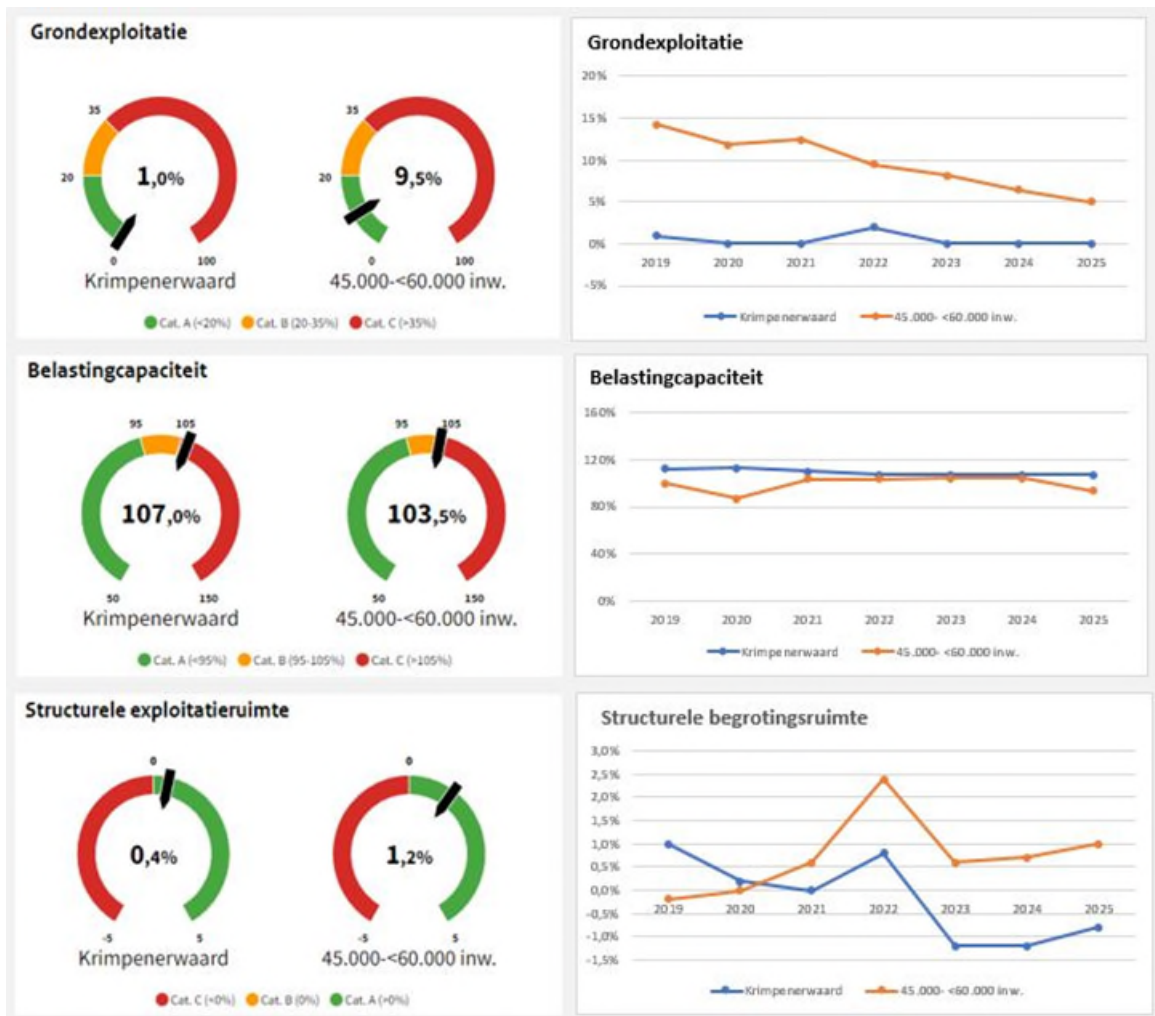 Grondexploitatie
35
20
1,0%
0
100
Krimpenerwaard
35
20
9,5%
0
100
45.000-<60.000 inw.
Cat. A (<20%) Cat. B (20-35%) Cat. C (>35%)
Grondexploitatie
20%
15%
10%
5%
0%
-5%
2019 2020 2021 2022 2023 2024 2025
Krimpenerwaard 45.000- <60.000 inw.
Belastingcapaciteit
95 105
107,0%
50 150
Krimpenerwaard
95 105
103,5%
50 150
45.000-<60.000 inw.
Cat. A (<95%) Cat. B (95-105%) Cat. C (>105%)
Belastingcapaciteit
160%
120%
80%
40%
0%
2019 2020 2021 2022 2023 2024 2025
Krimpenerwaard 45.000- <60.000 inw.
Structurele exploitatieruimte
0
0,4%
-5 5
Krimpenerwaard
0
1,2%
-5 5
45.000-<60.000 inw.
Cat. C (<0%) Cat. B (0%) Cat. A (>0%)
Structurele begrotingsruimte
3,0%
2,5%
2,0%
1,5%
1,0%
0,5%
0,0%
2019 2020 2021 2022 2023 2024 2025
-0,5%
-1,0%
-1,5%
Krimpenerwaard 45.000- <60.000 inw.